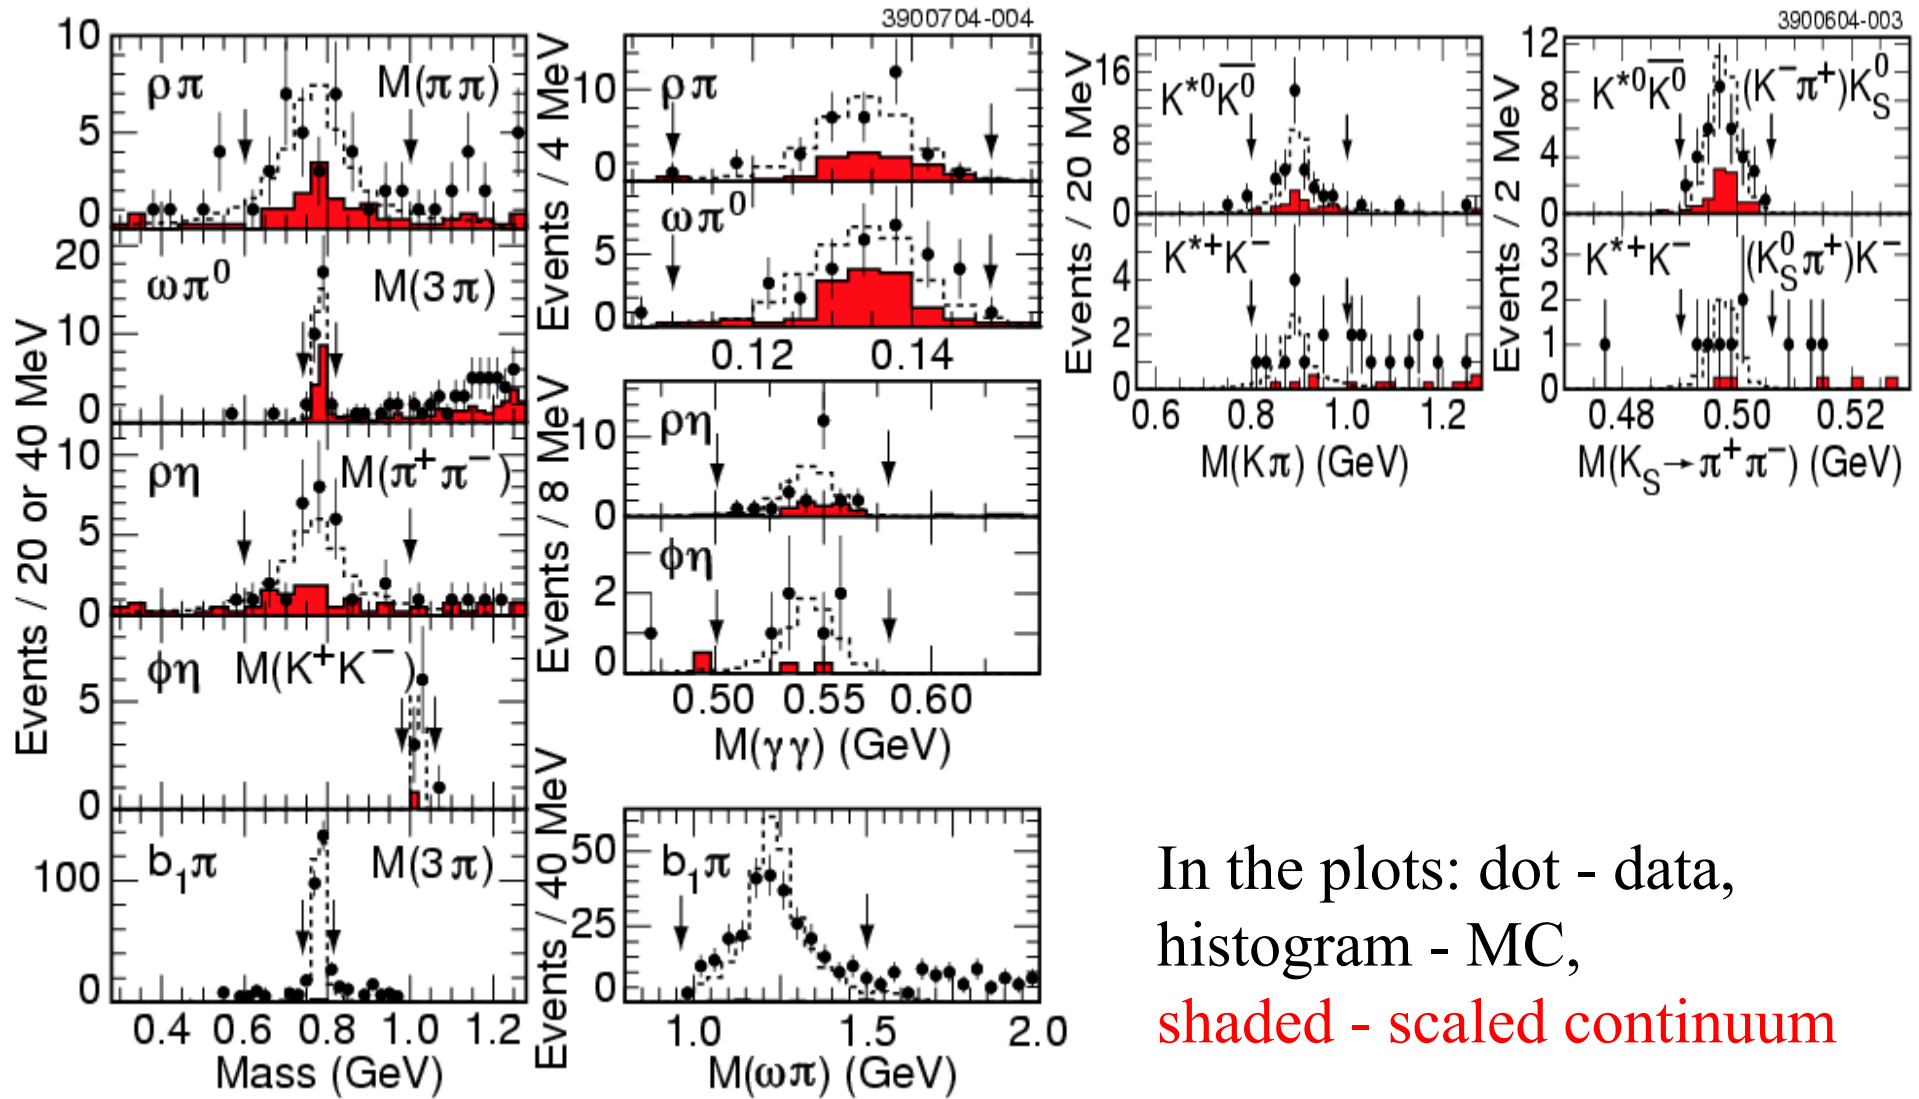 3900704-004
3900604-003
Events / 20 or 40 MeV
10
5
0
ρπ M(ππ)
20
10
0
ωπ⁰ M(3π)
10
5
0
ρη M(π⁺π⁻)
5
0
ϕη M(K⁺K⁻)
100
0
b₁π M(3π)
0.4 0.6 0.8 1.0 1.2
Mass (GeV)
Events / 4 MeV
10
0
ρπ
5
0
ωπ⁰
0.12 0.14
Events / 8 MeV
10
0
ρη
2
0
ϕη
0.50 0.55 0.60
M(γγ) (GeV)
Events / 40 MeV
50
25
0
b₁π
1.0 1.5 2.0
M(ωπ) (GeV)
Events / 20 MeV
16
8
0
K*⁰K̅⁰
4
2
0
K*⁺K⁻
0.6 0.8 1.0 1.2
M(Kπ) (GeV)
Events / 2 MeV
12
8
4
0
K*⁰K̅⁰ (K⁻π⁺)K⁰S
3
2
1
0
K*⁺K⁻ (K⁰Sπ⁺)K⁻
0.48 0.50 0.52
M(KS→π⁺π⁻) (GeV)
In the plots: dot - data,
histogram - MC,
shaded - scaled continuum